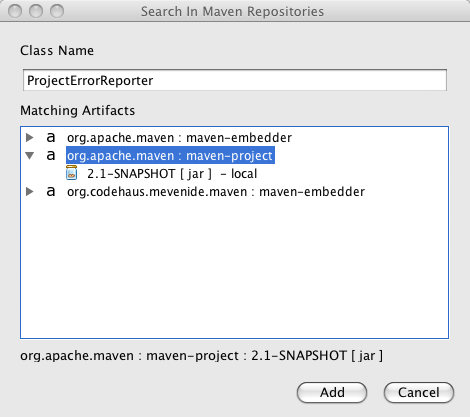 Search In Maven Repositories
Class Name
ProjectErrorReporter
Matching Artifacts
a org.apache.maven : maven-embedder
a org.apache.maven : maven-project
2.1-SNAPSHOT [ jar ] - local
a org.codehaus.mevenide.maven : maven-embedder
org.apache.maven : maven-project : 2.1-SNAPSHOT [ jar ]
Add Cancel